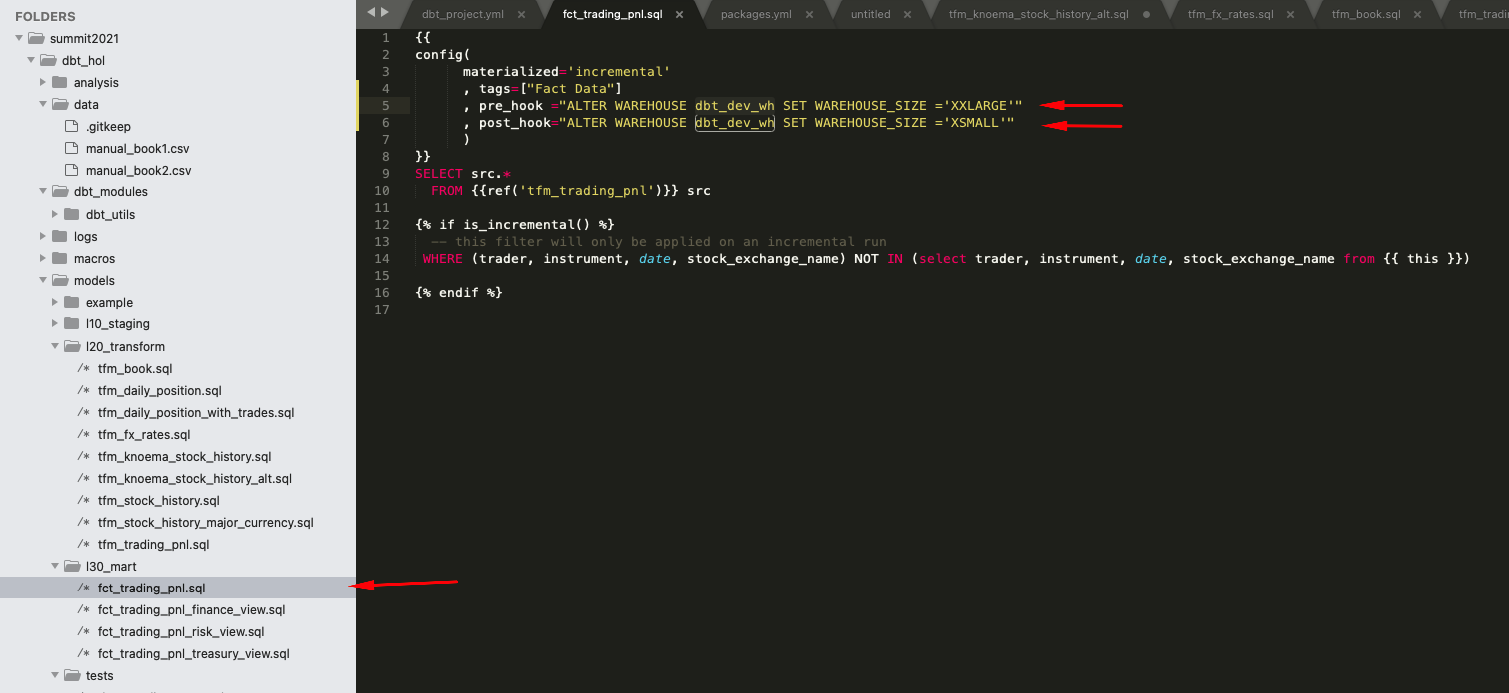 FOLDERS
summit2021
dbt_hol
analysis
data
.gitkeep
manual_book1.csv
manual_book2.csv
dbt_modules
dbt_utils
logs
macros
models
example
l10_staging
l20_transform
/* tfm_book.sql
/* tfm_daily_position.sql
/* tfm_daily_position_with_trades.sql
/* tfm_fx_rates.sql
/* tfm_knoema_stock_history.sql
/* tfm_knoema_stock_history_alt.sql
/* tfm_stock_history.sql
/* tfm_stock_history_major_currency.sql
/* tfm_trading_pnl.sql
l30_mart
/* fct_trading_pnl.sql
/* fct_trading_pnl_finance_view.sql
/* fct_trading_pnl_risk_view.sql
/* fct_trading_pnl_treasury_view.sql
tests
dbt_project.yml × fct_trading_pnl.sql × packages.yml × untitled × tfm_knoema_stock_history_alt.sql tfm_fx_rates.sql × tfm_book.sql × tfm_tradi
1 {{
2 config(
3 materialized='incremental'
4 , tags=["Fact Data"]
5 , pre_hook ="ALTER WAREHOUSE dbt_dev_wh SET WAREHOUSE_SIZE ='XXLARGE'"
6 , post_hook="ALTER WAREHOUSE dbt_dev_wh SET WAREHOUSE_SIZE ='XSMALL'"
7 )
8 }}
9 SELECT src.*
10 FROM {{ref('tfm_trading_pnl')}} src
11
12 {% if is_incremental() %}
13 -- this filter will only be applied on an incremental run
14 WHERE (trader, instrument, date, stock_exchange_name) NOT IN (select trader, instrument, date, stock_exchange_name from {{ this }})
15
16 {% endif %}
17